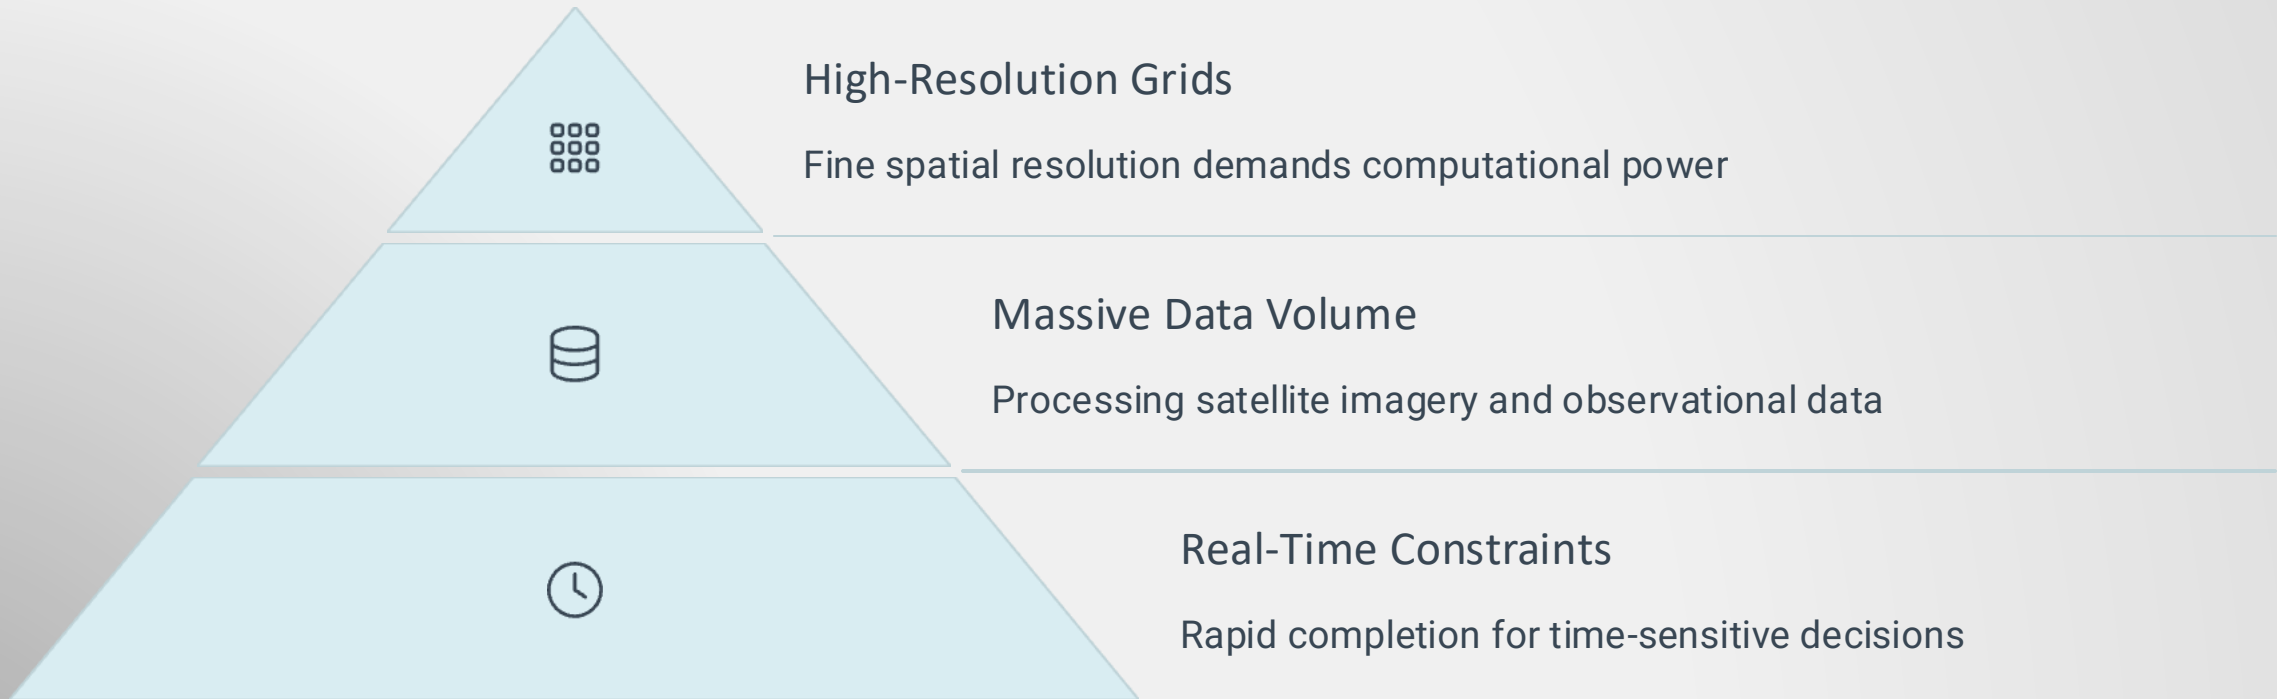 High-Resolution Grids
Fine spatial resolution demands computational power
Massive Data Volume
Processing satellite imagery and observational data
Real-Time Constraints
Rapid completion for time-sensitive decisions